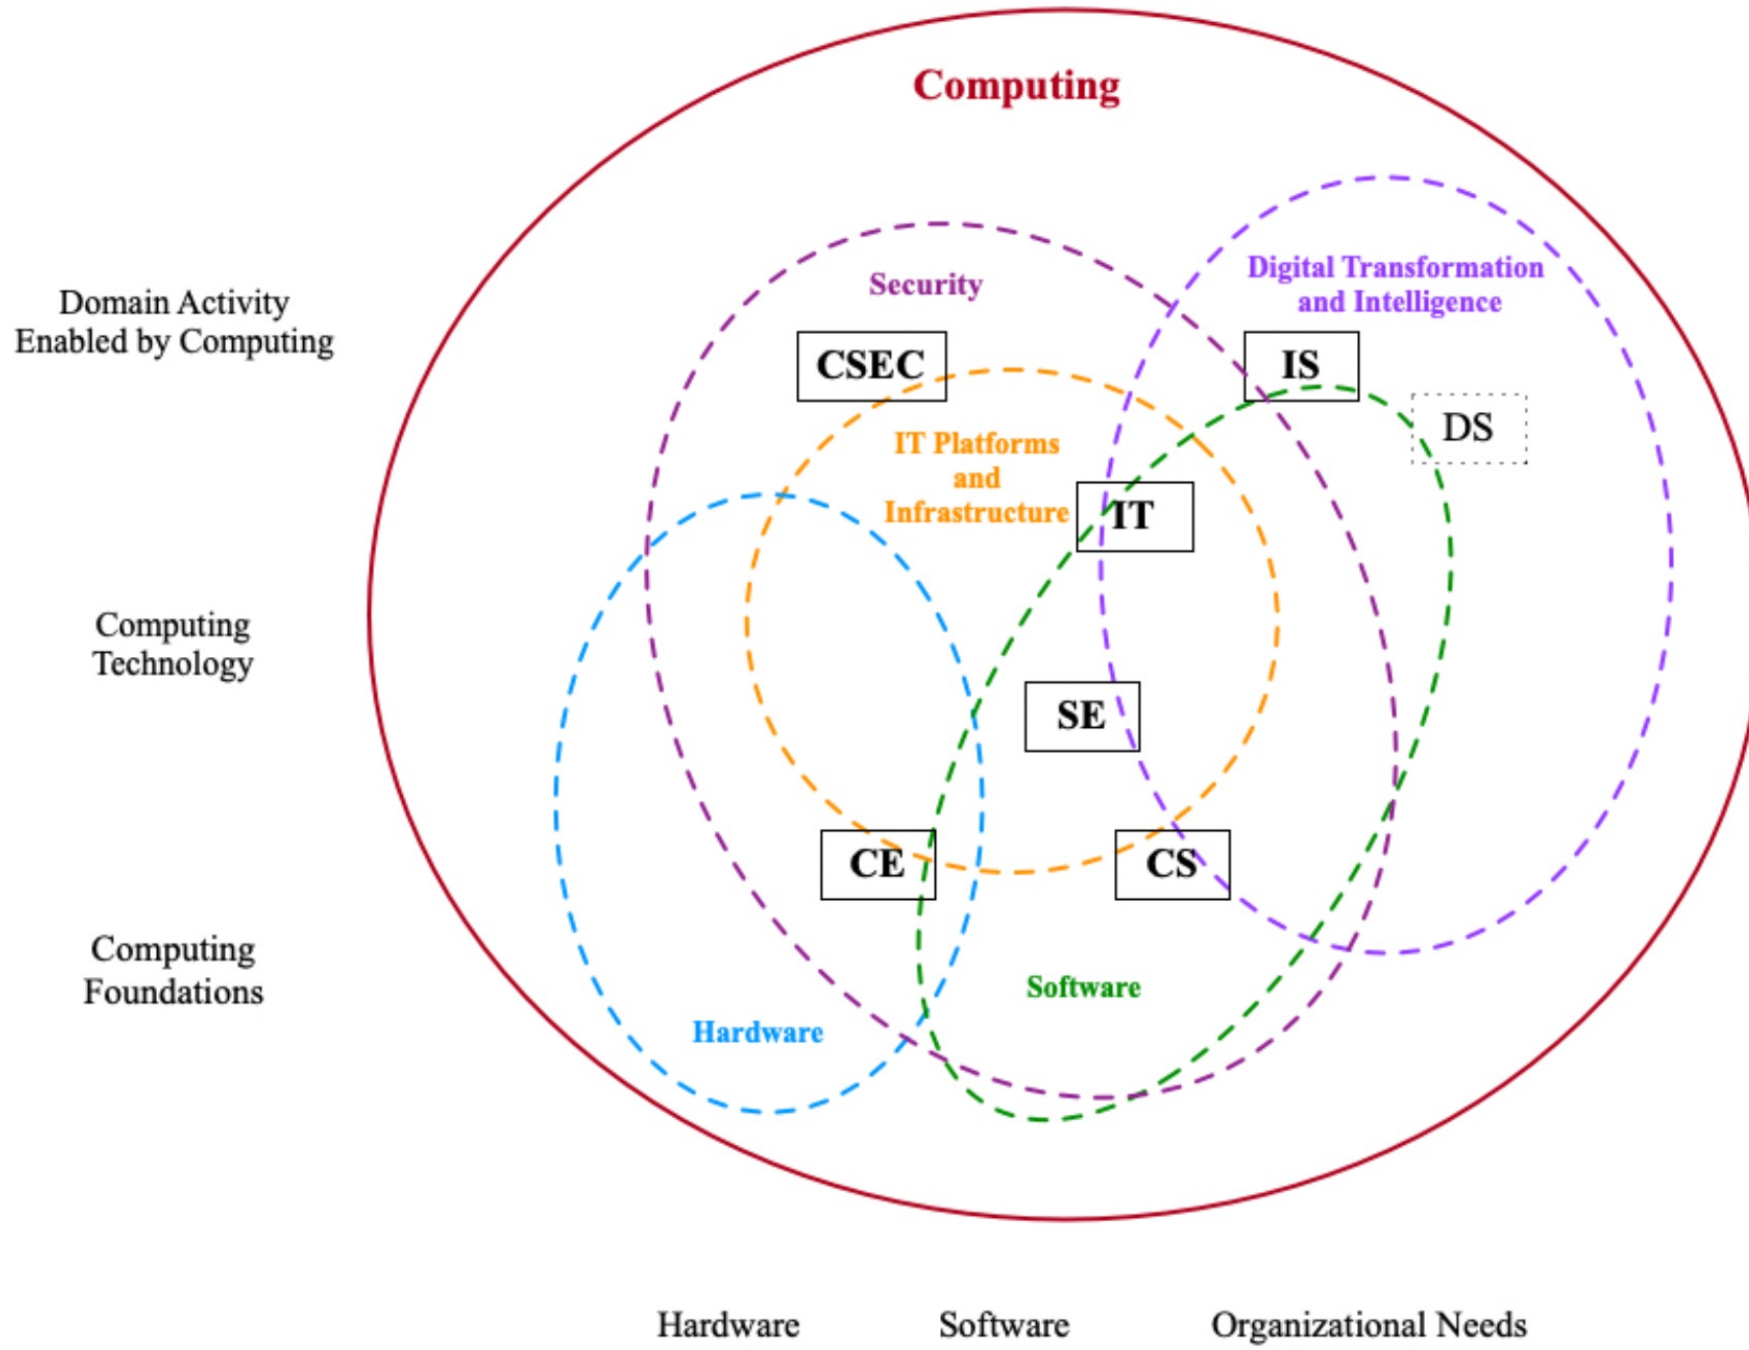 Computing
Digital Transformation
and Intelligence
Security
Domain Activity
Enabled by Computing
CSEC
IS
DS
IT Platforms
and
Infrastructure
IT
Computing
Technology
SE
CE
CS
Computing
Foundations
Software
Hardware
Hardware
Software
Organizational Needs